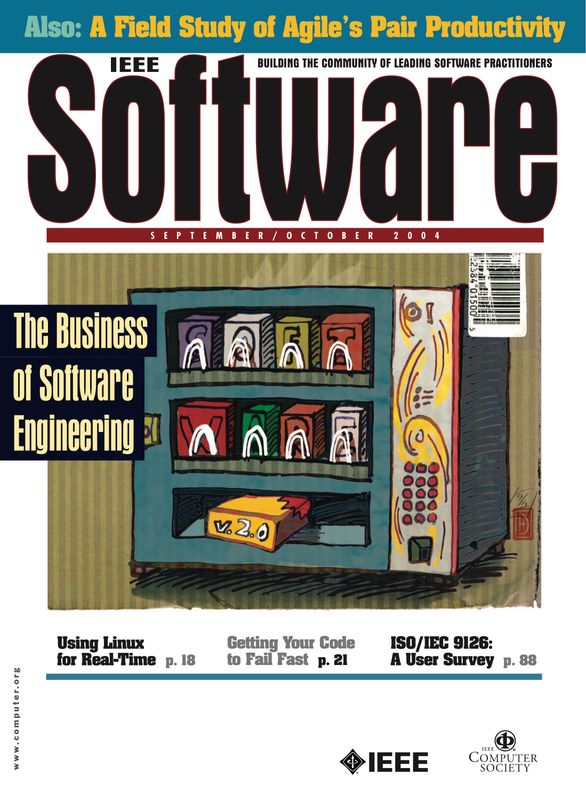 Also: A Field Study of Agile's Pair Productivity
IEEE
BUILDING THE COMMUNITY OF LEADING SOFTWARE PRACTITIONERS
Software
SEPTEMBER/OCTOBER 2004
The Business
of Software
Engineering
S O F T
W A R E
v.2.0
Using Linux
for Real-Time p. 18
Getting Your Code
to Fail Fast p. 21
ISO/IEC 9126:
A User Survey p. 88
www.computer.org
IEEE
IEEE
COMPUTER
SOCIETY